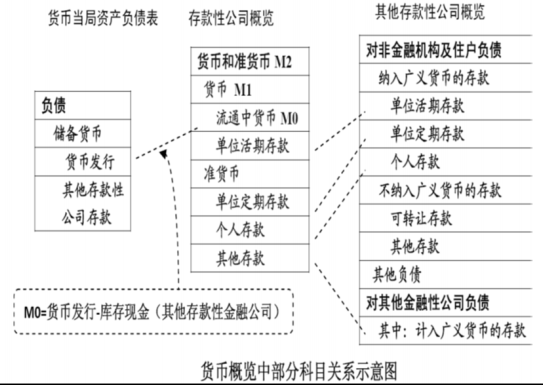 货币当局资产负债表
存款性公司概览
其他存款性公司概览
负债
储备货币
货币发行
其他存款性
公司存款
货币和准货币 M2
货币 M1
流通中货币 M0
单位活期存款
准货币
单位定期存款
个人存款
其他存款
对非金融机构及住户负债
纳入广义货币的存款
单位活期存款
单位定期存款
个人存款
不纳入广义货币的存款
可转让存款
其他存款
其他负债
对其他金融性公司负债
其中：计入广义货币的存款
M0=货币发行-库存现金（其他存款性金融公司）
货币概览中部分科目关系示意图